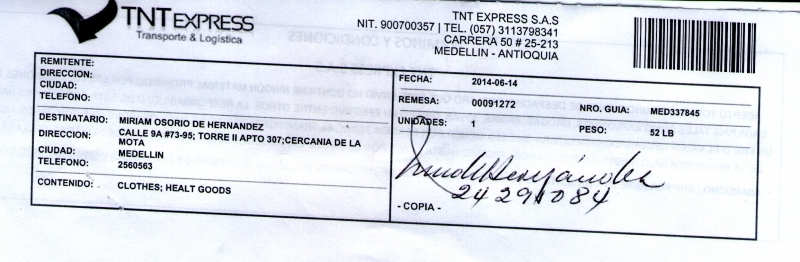 TNT EXPRESS
Transporte & Logística
TNT EXPRESS S.A.S
NIT. 900700357 | TEL. (057) 3113798341
CARRERA 50 # 25-213
MEDELLIN - ANTIOQUIA
REMITENTE:
DIRECCION:
CIUDAD:
TELEFONO:
DESTINATARIO: MIRIAM OSORIO DE HERNANDEZ
DIRECCION: CALLE 9A #73-95; TORRE II APTO 307;CERCANIA DE LA
MOTA
CIUDAD: MEDELLIN
TELEFONO: 2560563
CONTENIDO: CLOTHES; HEALT GOODS
FECHA: 2014-06-14
REMESA: 00091272 NRO. GUIA: MED337845
UNIDADES: 1 PESO: 52 LB
24291084
- COPIA -